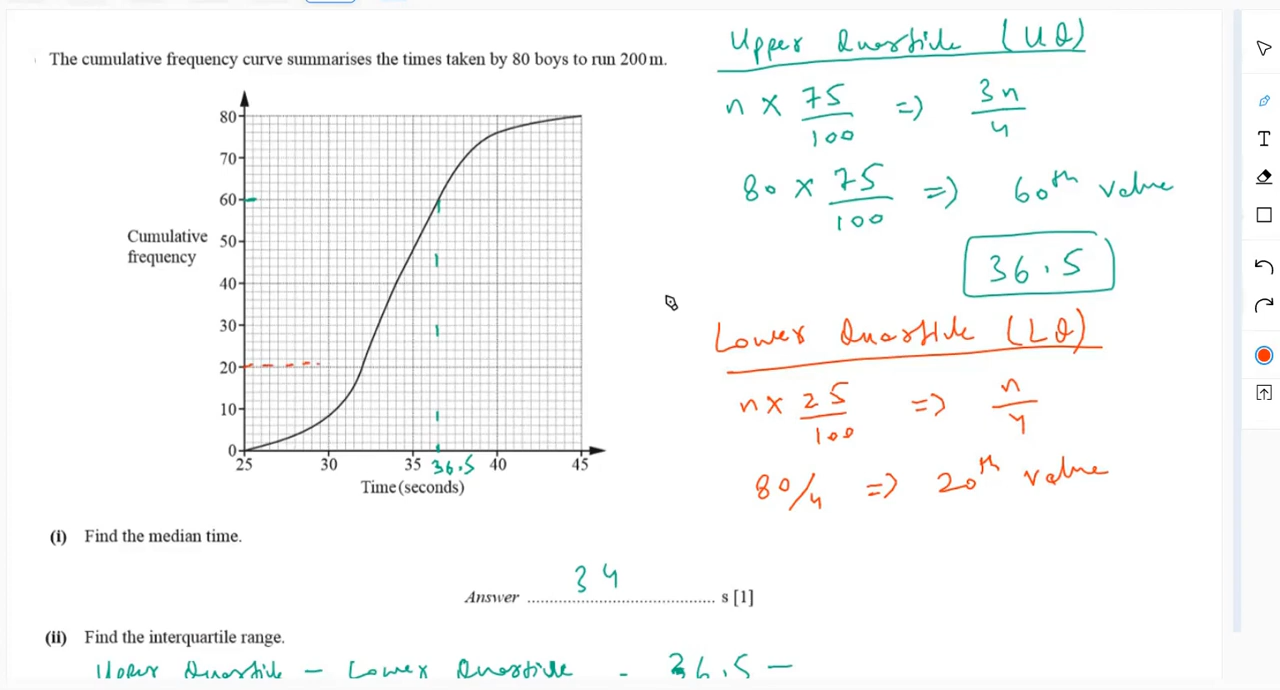 The cumulative frequency curve summarises the times taken by 80 boys to run 200 m.
80
70
60
50
40
30
20
10
0
Cumulative
frequency
25 30 35 36.5 40 45
Time (seconds)
(i) Find the median time.
34
Answer ........................................ s [1]
(ii) Find the interquartile range.
Upper Quartile – Lower Quartile = 36.5 –
Upper Quartile (UQ)
n × 75/100 => 3n/4
80 × 75/100 => 60th value
36.5
Lower Quartile (LQ)
n × 25/100 => n/4
80/4 => 20th value
T